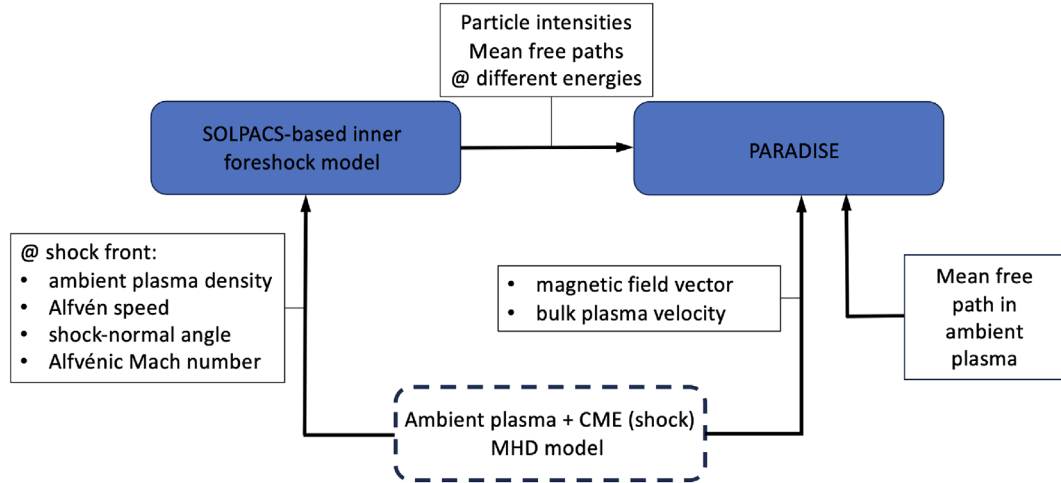 Particle intensities
Mean free paths
@ different energies
SOLPACS-based inner
foreshock model
PARADISE
@ shock front:
• ambient plasma density
• Alfvén speed
• shock-normal angle
• Alfvénic Mach number
• magnetic field vector
• bulk plasma velocity
Mean free
path in
ambient
plasma
Ambient plasma + CME (shock)
MHD model